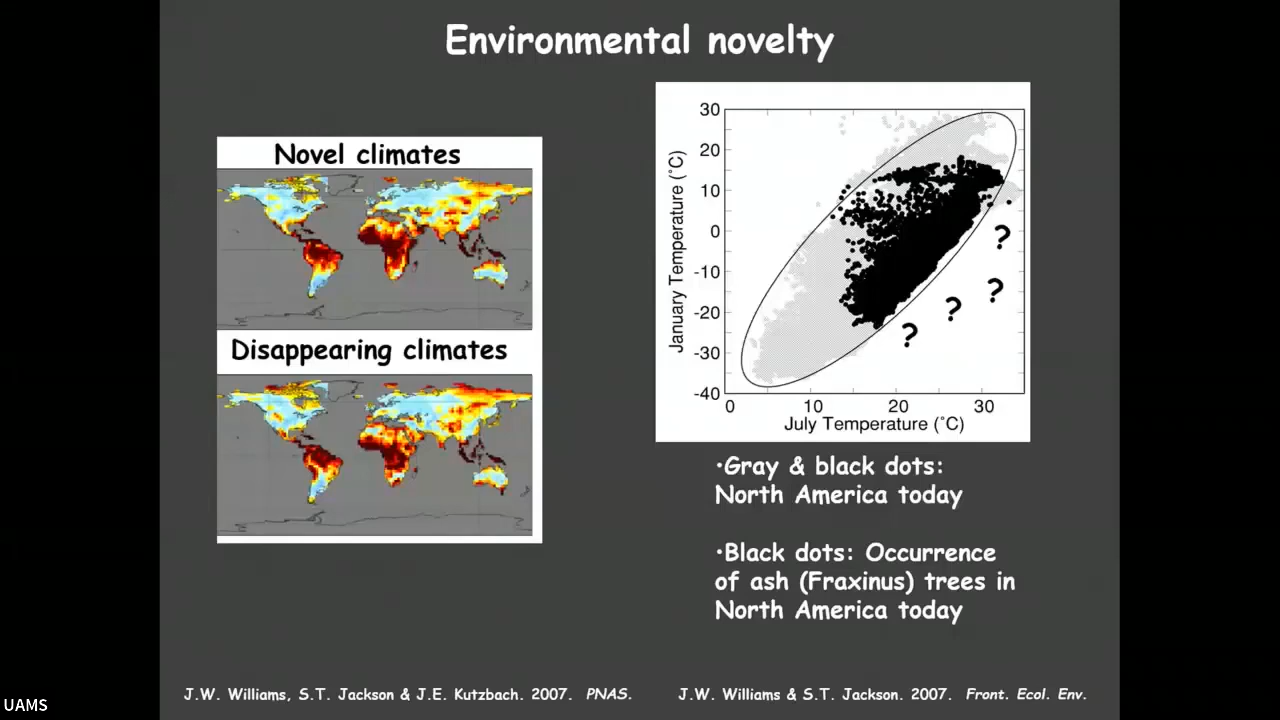 Environmental novelty
Novel climates
Disappearing climates
30
20
10
0
-10
-20
-30
-40
January Temperature (˚C)
0 10 20 30
July Temperature (˚C)
?
?
?
?
•Gray & black dots:
North America today
•Black dots: Occurrence
of ash (Fraxinus) trees in
North America today
J.W. Williams, S.T. Jackson & J.E. Kutzbach. 2007. PNAS.
J.W. Williams & S.T. Jackson. 2007. Front. Ecol. Env.
UAMS